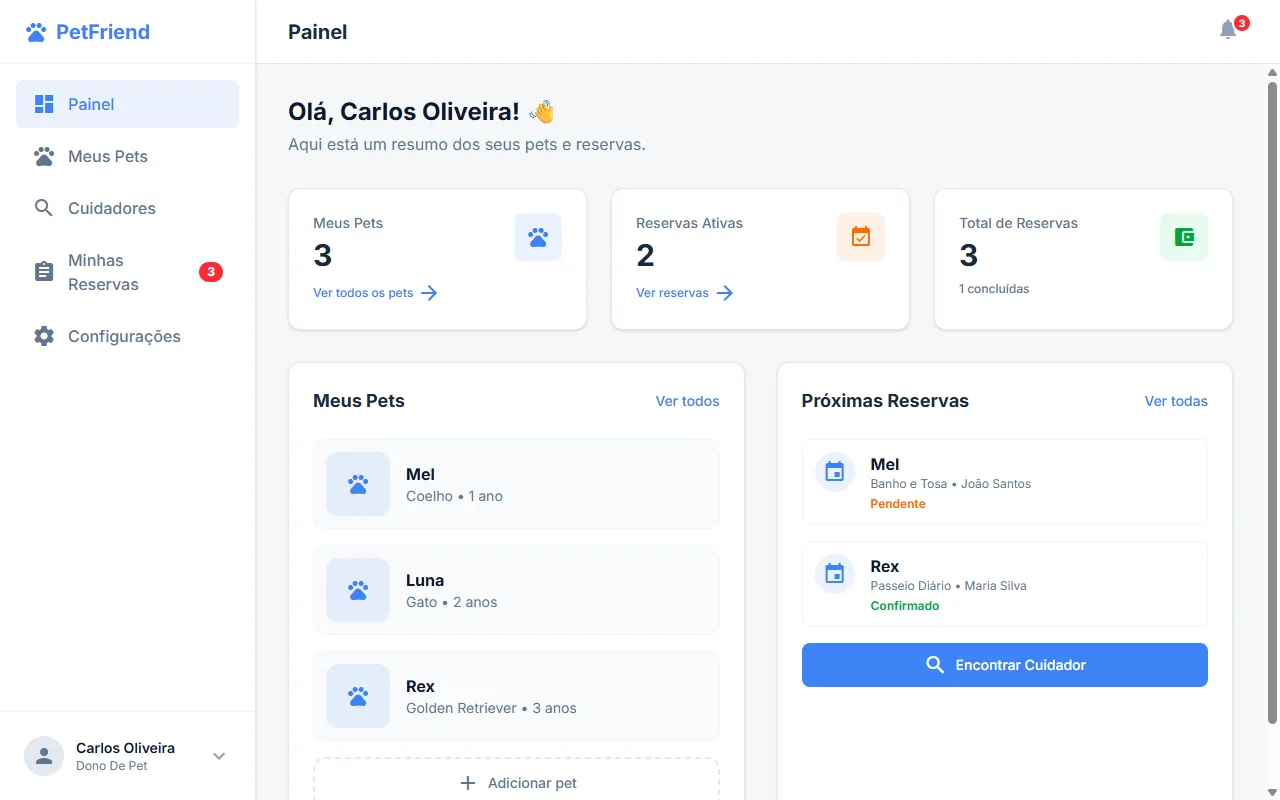 PetFriend
Painel
Meus Pets
Cuidadores
Minhas
Reservas
3
Configurações
Carlos Oliveira
Dono De Pet
Painel
3
Olá, Carlos Oliveira! 👋
Aqui está um resumo dos seus pets e reservas.
Meus Pets
3
Ver todos os pets
Reservas Ativas
2
Ver reservas
Total de Reservas
3
1 concluídas
Meus Pets
Ver todos
Mel
Coelho • 1 ano
Luna
Gato • 2 anos
Rex
Golden Retriever • 3 anos
Adicionar pet
Próximas Reservas
Ver todas
Mel
Banho e Tosa • João Santos
Pendente
Rex
Passeio Diário • Maria Silva
Confirmado
Encontrar Cuidador